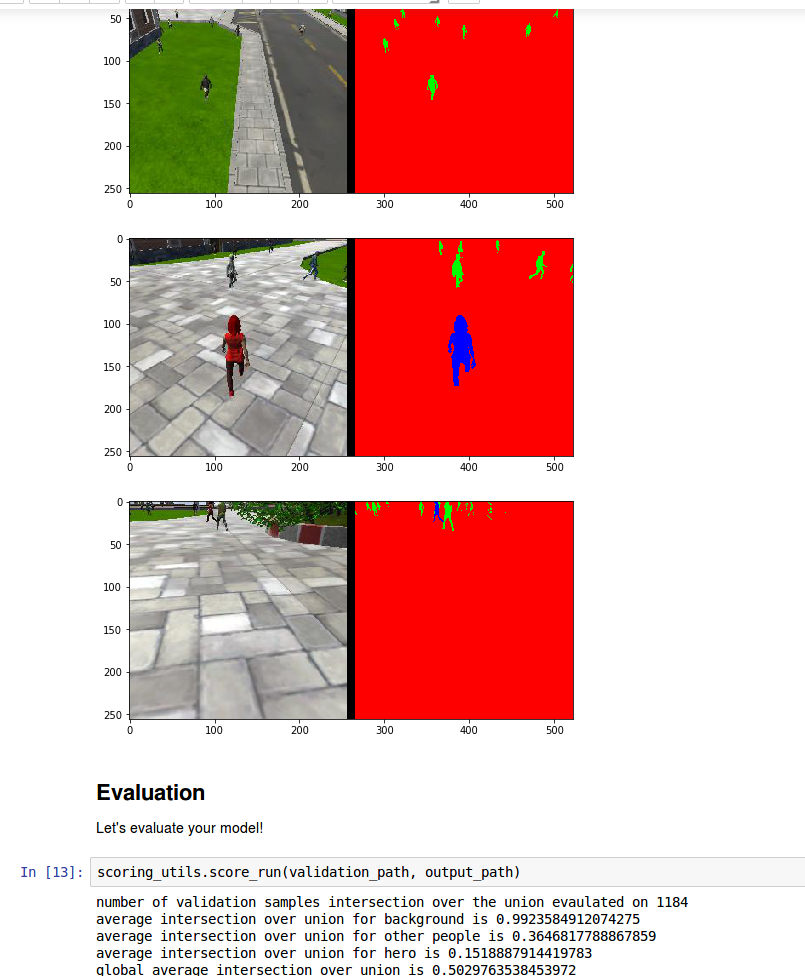 50
100
150
200
250
0 100 200 300 400 500
0
50
100
150
200
250
0 100 200 300 400 500
0
50
100
150
200
250
0 100 200 300 400 500
Evaluation
Let's evaluate your model!
In [13]: scoring_utils.score_run(validation_path, output_path)
number of validation samples intersection over the union evaulated on 1184
average intersection over union for background is 0.9923584912074275
average intersection over union for other people is 0.3646817788867859
average intersection over union for hero is 0.1518887914419783
global average intersection over union is 0.5029763538453972